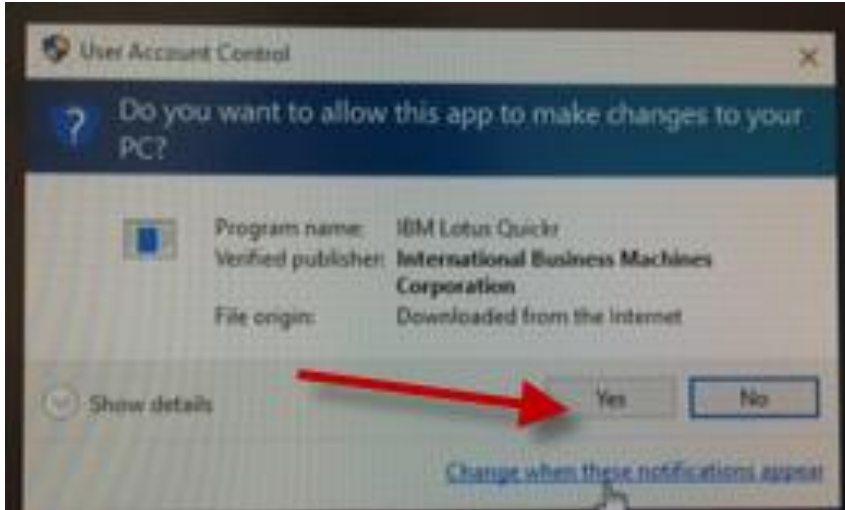 User Account Control
Do you want to allow this app to make changes to your
PC?
Program name: IBM Lotus Quickr
Verified publisher: International Business Machines
Corporation
File origin: Downloaded from the Internet
Show details
Yes No
Change when these notifications appear